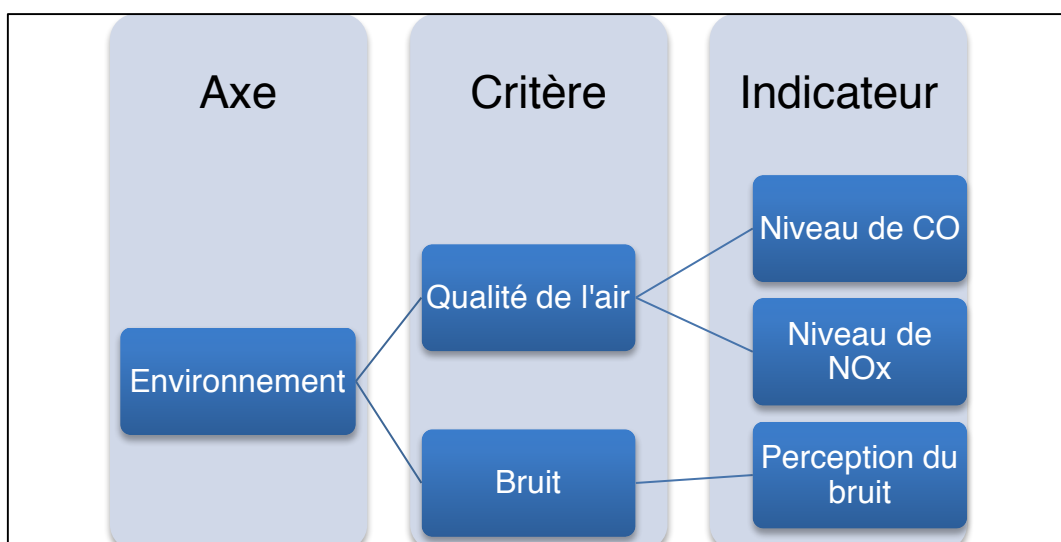 Axe
Critère
Indicateur
Environnement
Qualité de l'air
Bruit
Niveau de CO
Niveau de
NOx
Perception du
bruit